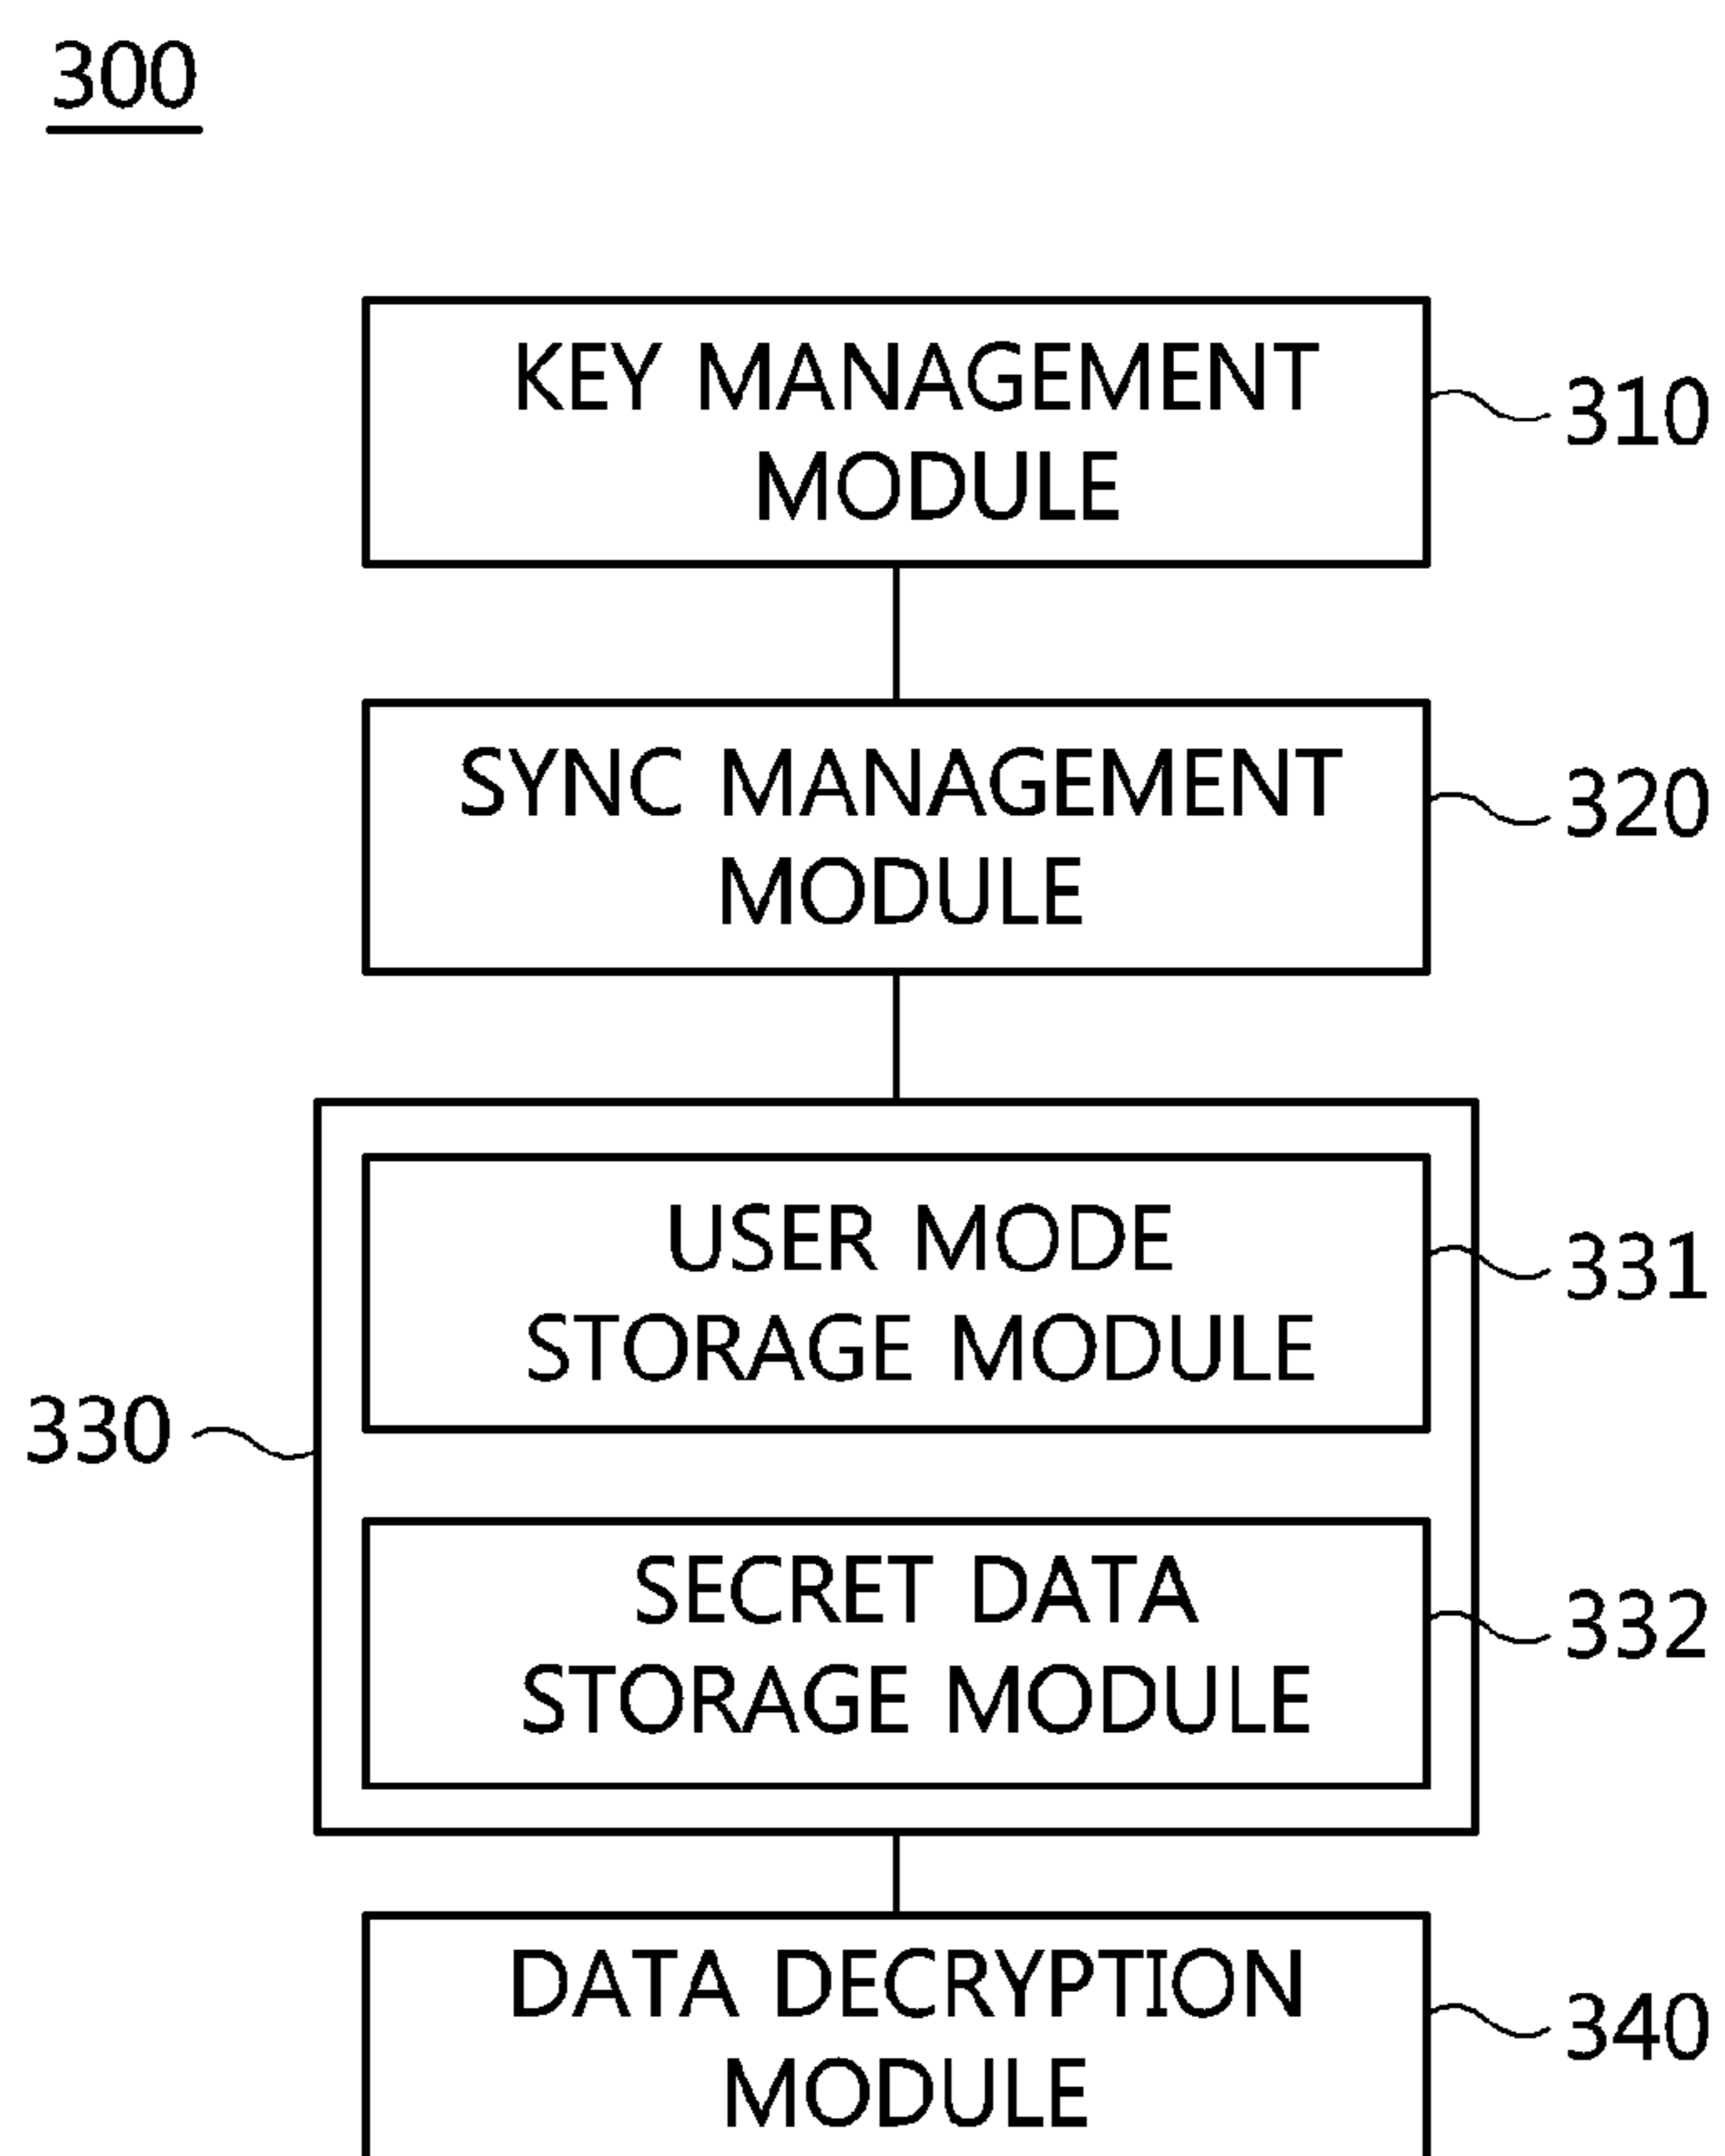 300
KEY MANAGEMENT
MODULE
310
SYNC MANAGEMENT
MODULE
320
330
USER MODE
STORAGE MODULE
331
SECRET DATA
STORAGE MODULE
332
DATA DECRYPTION
MODULE
340